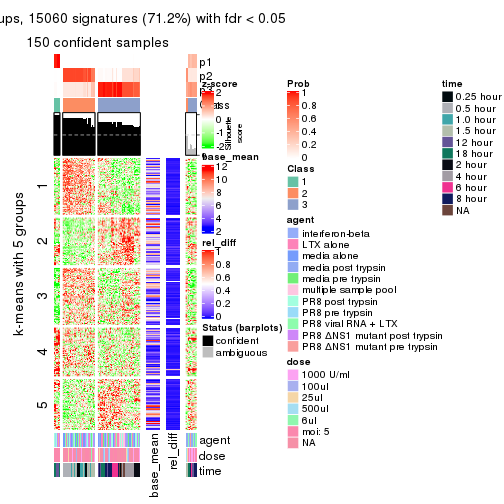 ups, 15060 signatures (71.2%) with fdr < 0.05
150 confident samples
p1
p2
p3
Class
Silhouette
score
k-means with 5 groups
1
2
3
4
5
agent
dose
time
base_mean
rel_diff
z-score
2
1
0
-1
-2
base_mean
12
10
8
6
4
2
rel_diff
1
0.8
0.6
0.4
0.2
0
Status (barplots)
confident
ambiguous
Prob
1
0.8
0.6
0.4
0.2
0
Class
1
2
3
agent
interferon-beta
LTX alone
media alone
media post trypsin
media pre trypsin
multiple sample pool
PR8 post trypsin
PR8 pre trypsin
PR8 viral RNA + LTX
PR8 ΔNS1 mutant post trypsin
PR8 ΔNS1 mutant pre trypsin
dose
1000 U/ml
100ul
25ul
500ul
6ul
moi: 5
NA
time
0.25 hour
0.5 hour
1.0 hour
1.5 hour
12 hour
18 hour
2 hour
4 hour
6 hour
8 hour
NA